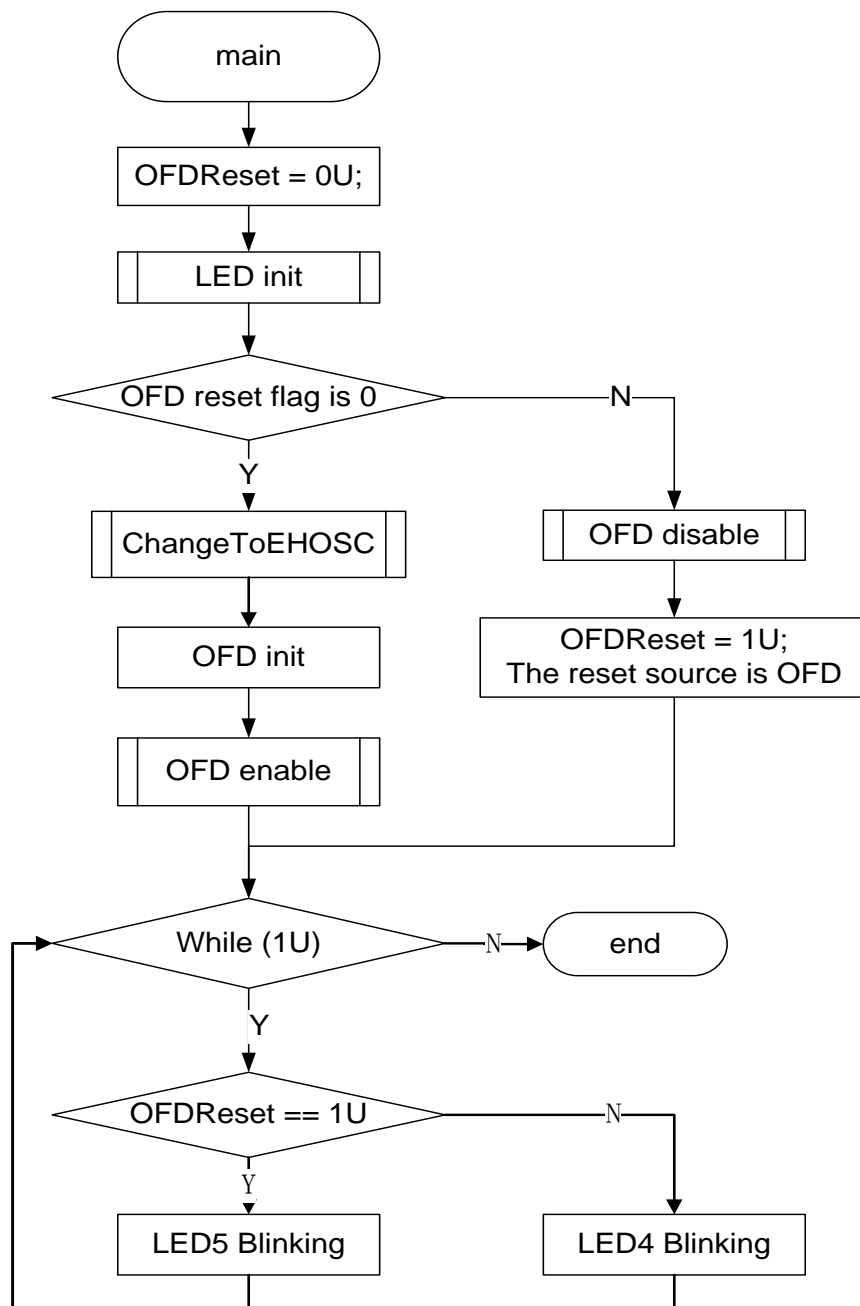 main
OFDReset = 0U;
LED init
OFD reset flag is 0
N
Y
ChangeToEHOSC
OFD disable
OFD init
OFDReset = 1U;
The reset source is OFD
OFD enable
While (1U)
N
end
Y
OFDReset == 1U
N
Y
LED5 Blinking
LED4 Blinking